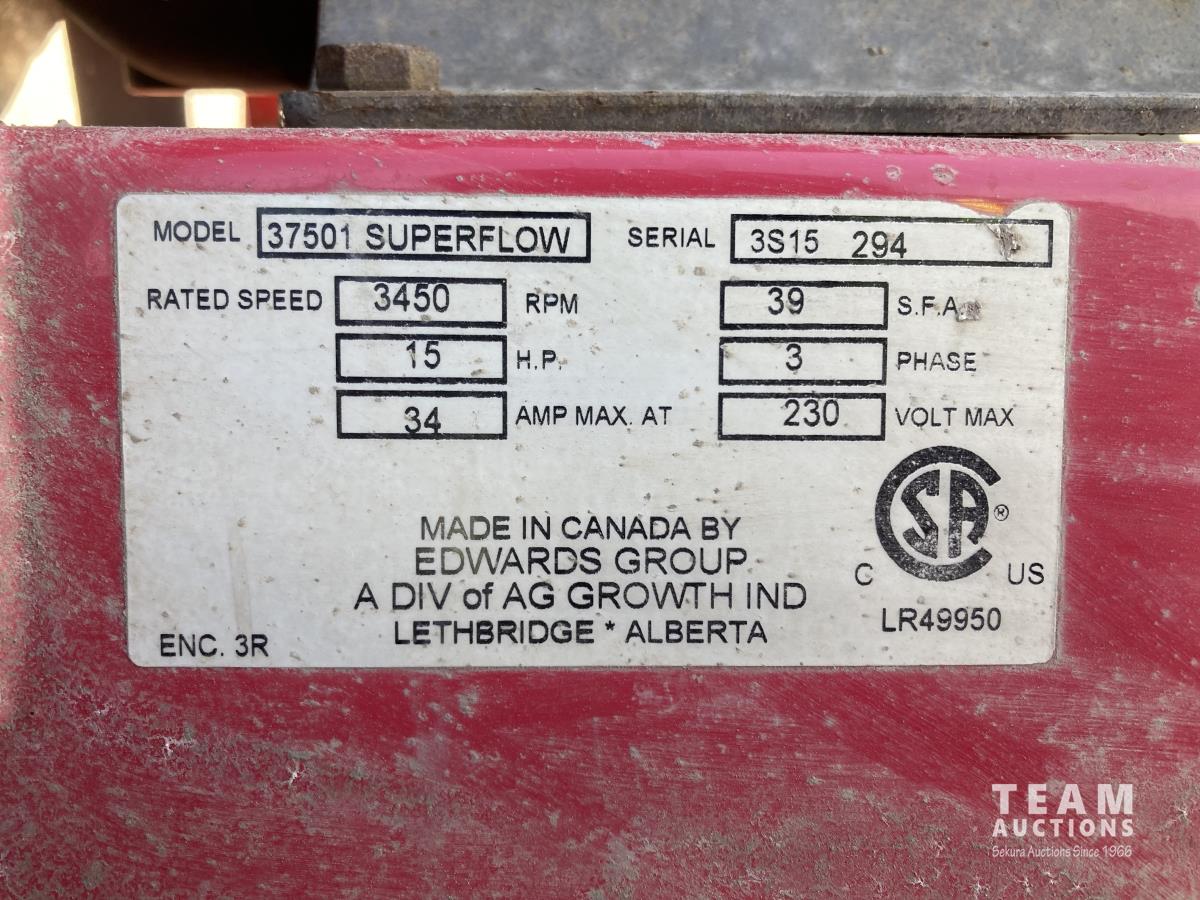 MODEL 37501 SUPERFLOW SERIAL 3S15 294
RATED SPEED 3450 RPM 39 S.F.A.
15 H.P. 3 PHASE
34 AMP MAX. AT 230 VOLT MAX
CSA ®
C US
LR49950
MADE IN CANADA BY
EDWARDS GROUP
A DIV of AG GROWTH IND
LETHBRIDGE * ALBERTA
ENC. 3R
TEAM
AUCTIONS
Sekura Auctions Since 1966